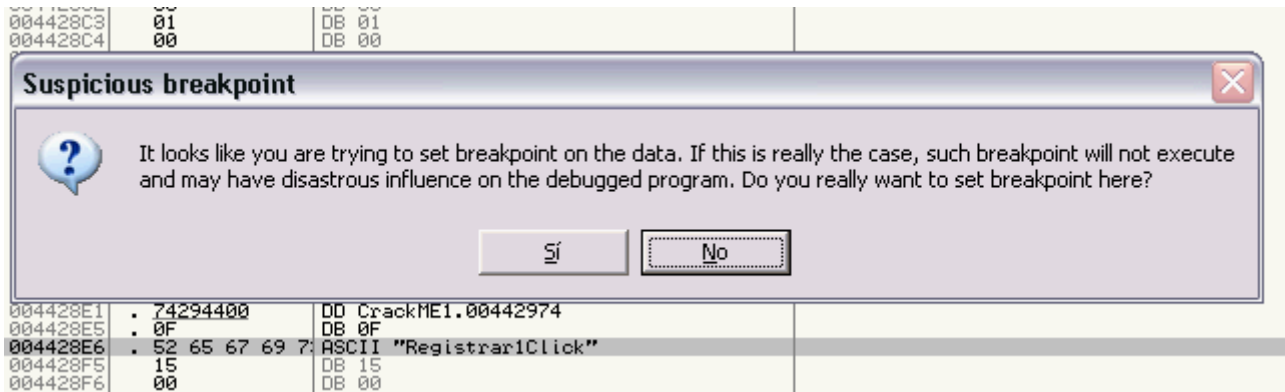 004428C3 01 DB 01
004428C4 00 DB 00
Suspicious breakpoint
It looks like you are trying to set breakpoint on the data. If this is really the case, such breakpoint will not execute
and may have disastrous influence on the debugged program. Do you really want to set breakpoint here?
Sí No
004428E1 . 74294400 DD CrackME1.00442974
004428E5 . 0F DB 0F
004428E6 . 52 65 67 69 7 ASCII "Registrar1Click"
004428F5 15 DB 15
004428F6 00 DB 00